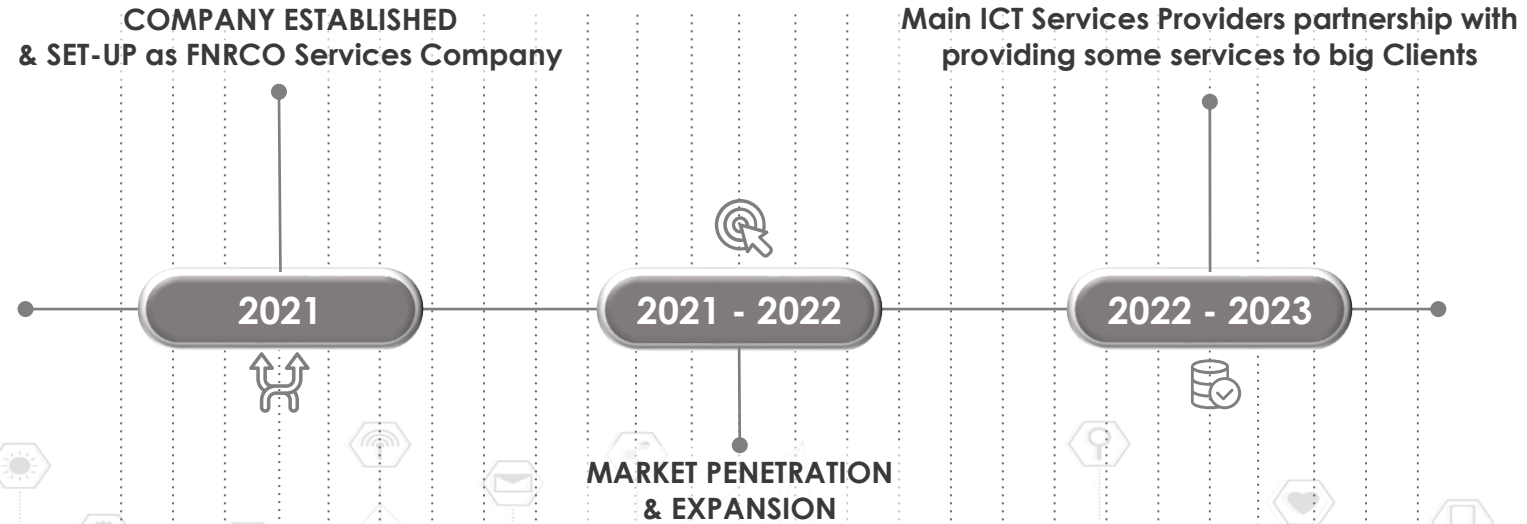 COMPANY ESTABLISHED
& SET-UP as FNRCO Services Company
Main ICT Services Providers partnership with
providing some services to big Clients
2021
2021 - 2022
2022 - 2023
MARKET PENETRATION
& EXPANSION